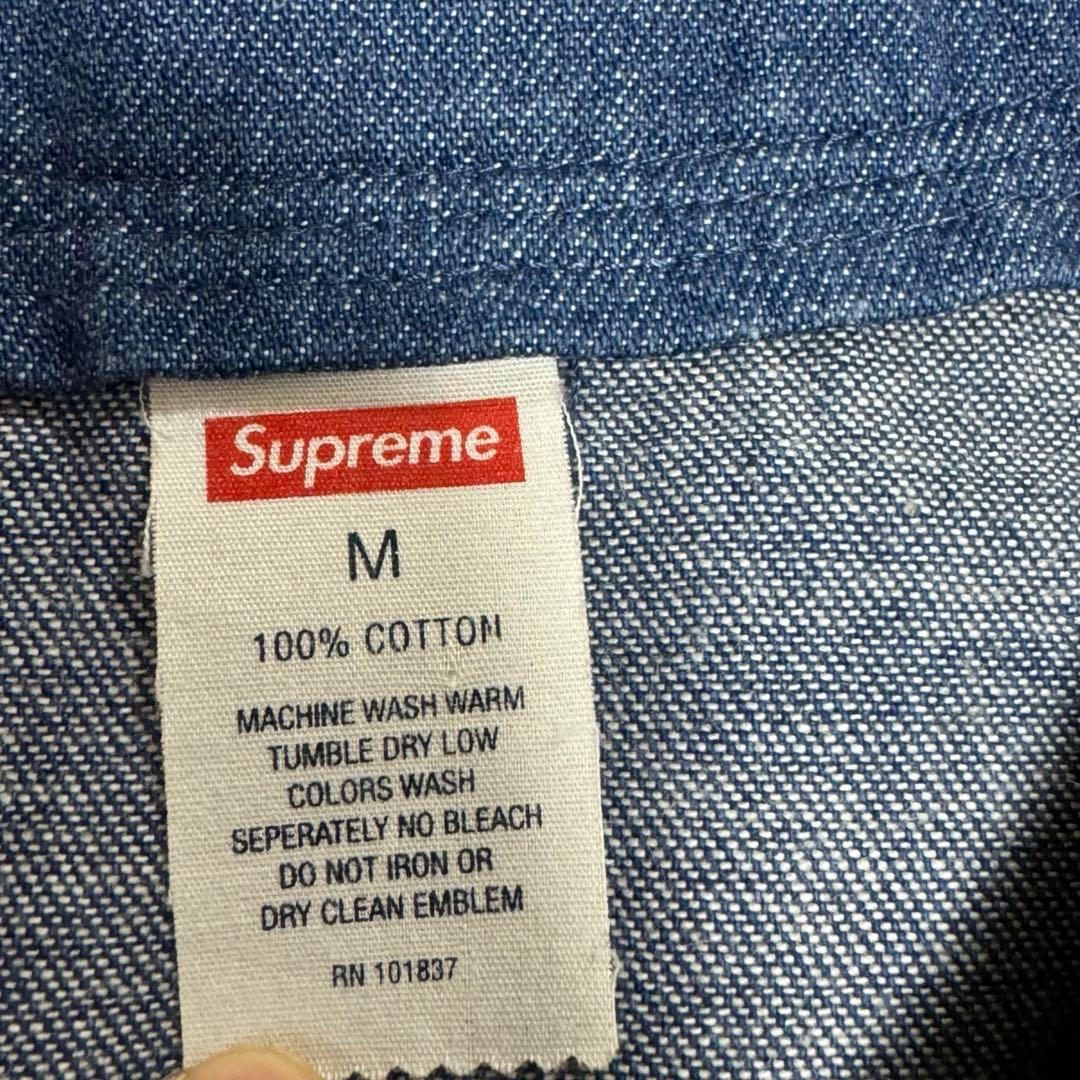 Supreme
M
100% COTTON
MACHINE WASH WARM
TUMBLE DRY LOW
COLORS WASH
SEPERATELY NO BLEACH
DO NOT IRON OR
DRY CLEAN EMBLEM
RN 101837